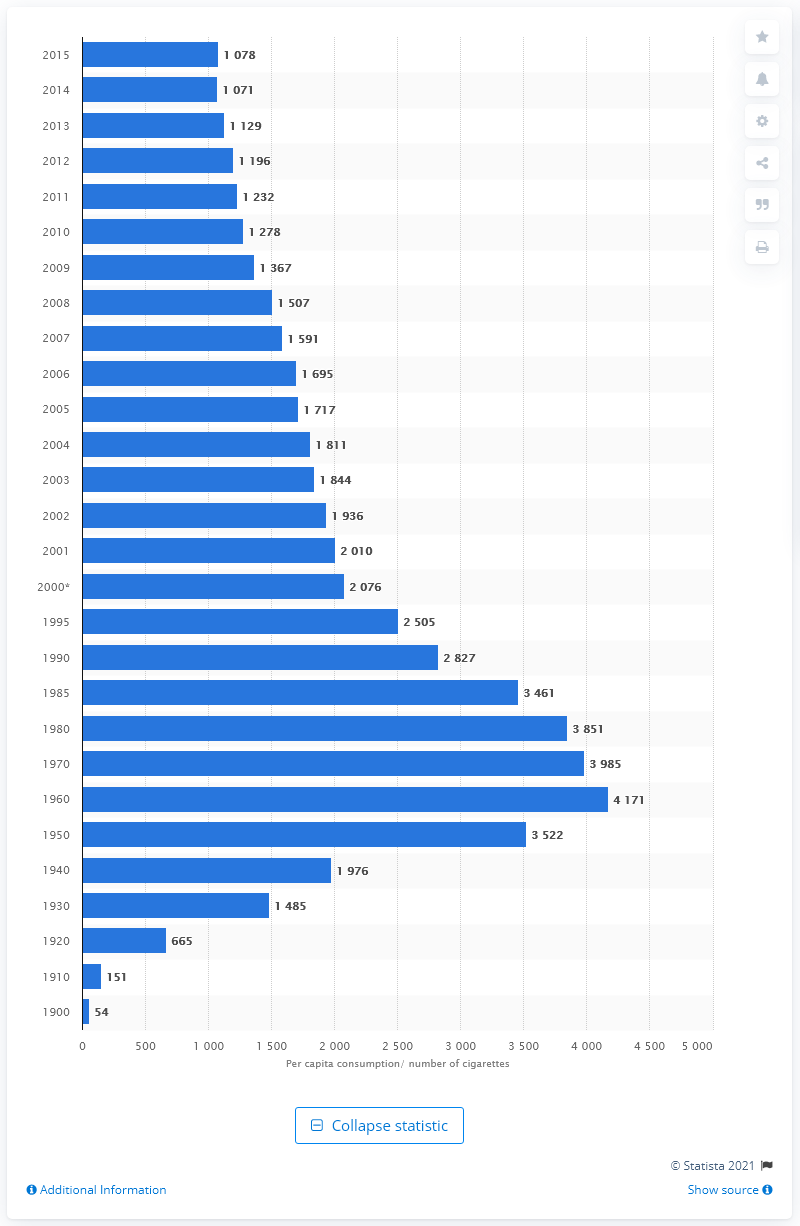 2015 1 078
2014 1 071
2013 1 129
2012 1 196
2011 1 232
2010 1 278
2009 1 367
2008 1 507
2007 1 591
2006 1 695
2005 1 717
2004 1 811
2003 1 844
2002 1 936
2001 2 010
2000* 2 076
1995 2 505
1990 2 827
1985 3 461
1980 3 851
1970 3 985
1960 4 171
1950 3 522
1940 1 976
1930 1 485
1920 665
1910 151
1900 54
0 500 1 000 1 500 2 000 2 500 3 000 3 500 4 000 4 500 5 000
Per capita consumption/ number of cigarettes
Collapse statistic
© Statista 2021
Additional Information Show source